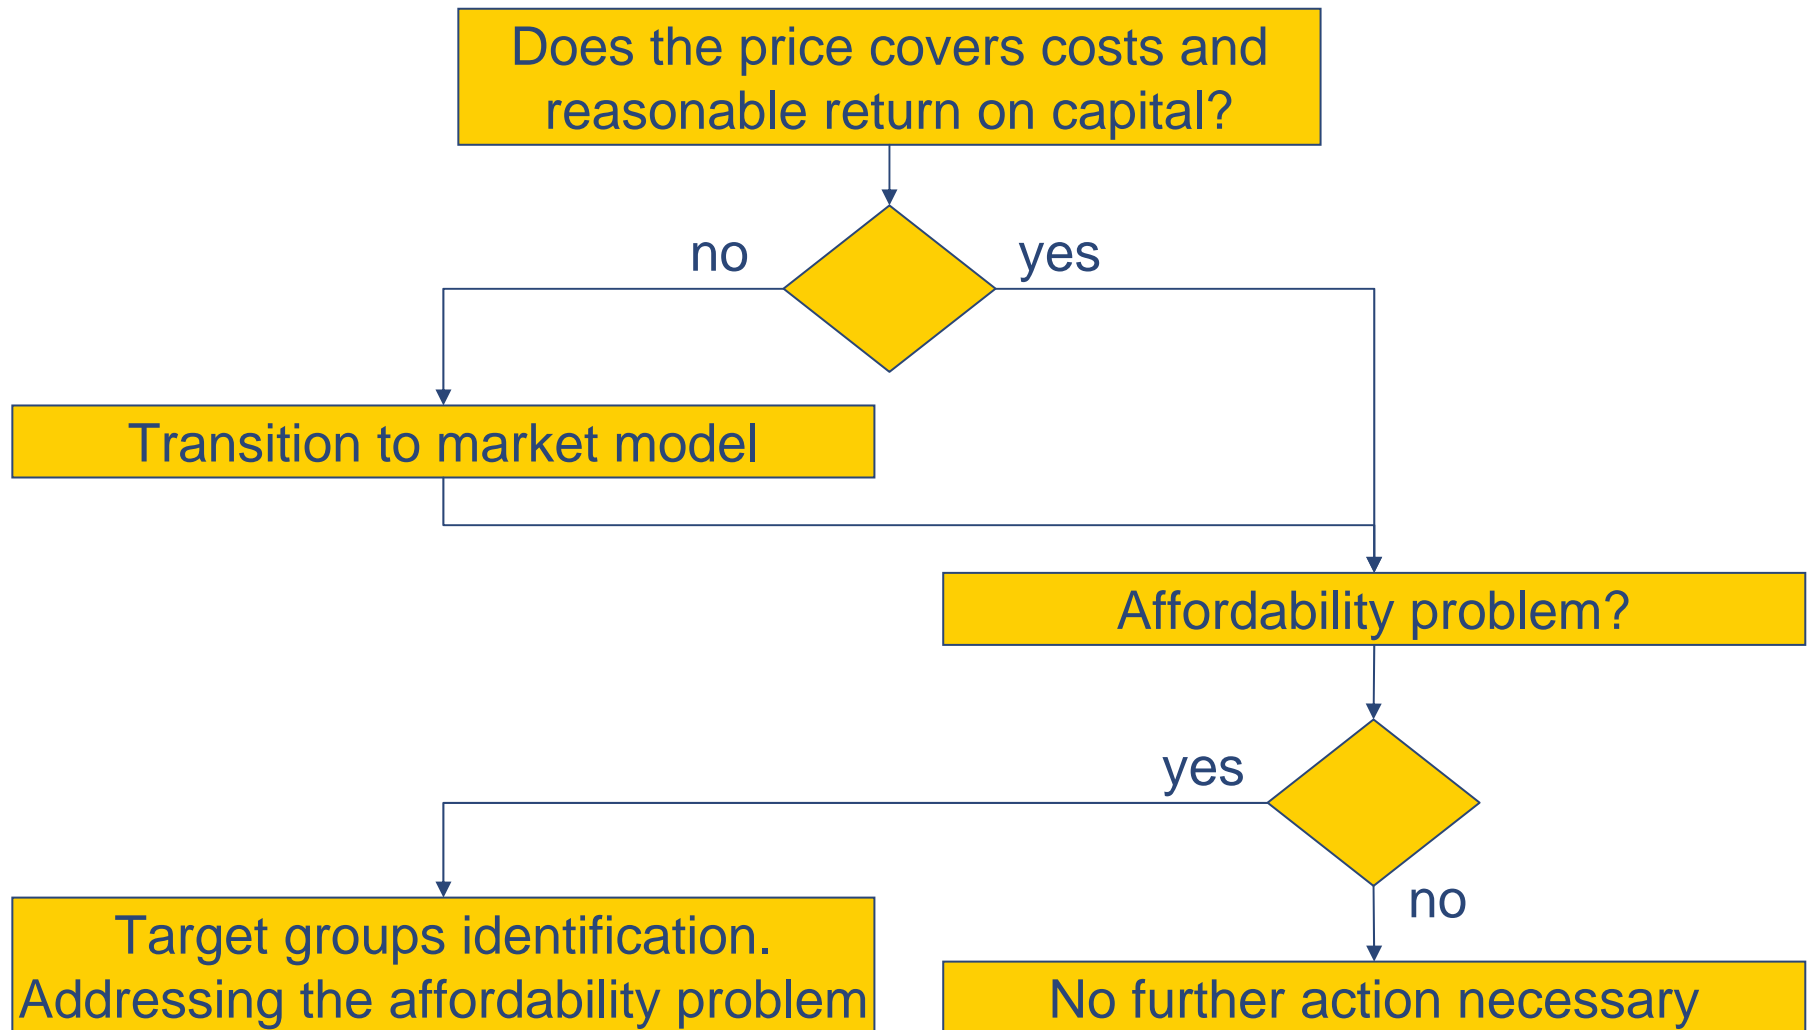 Does the price covers costs and
reasonable return on capital?
no
yes
Transition to market model
Affordability problem?
yes
no
Target groups identification.
Addressing the affordability problem
No further action necessary